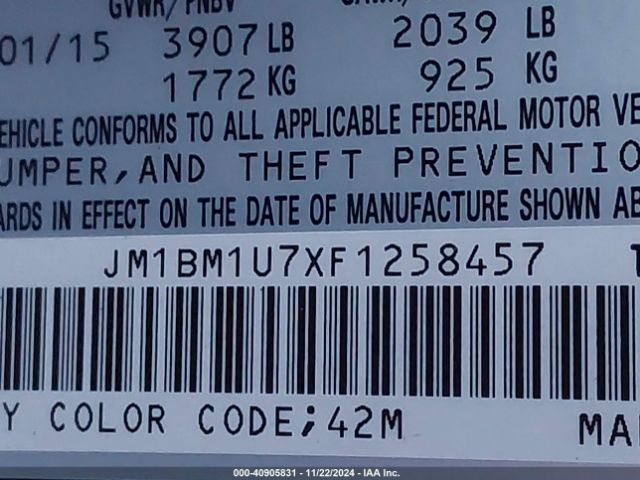 GVWR/PNBV
01/15 3907 LB 2039 LB
1772 KG 925 KG
EHICLE CONFORMS TO ALL APPLICABLE FEDERAL MOTOR VE
UMPER, AND THEFT PREVENTIO
ARDS IN EFFECT ON THE DATE OF MANUFACTURE SHOWN AB
JM1BM1U7XF1258457
Y COLOR CODE;42M MA
000-40905831 - 11/22/2024 - IAA Inc.